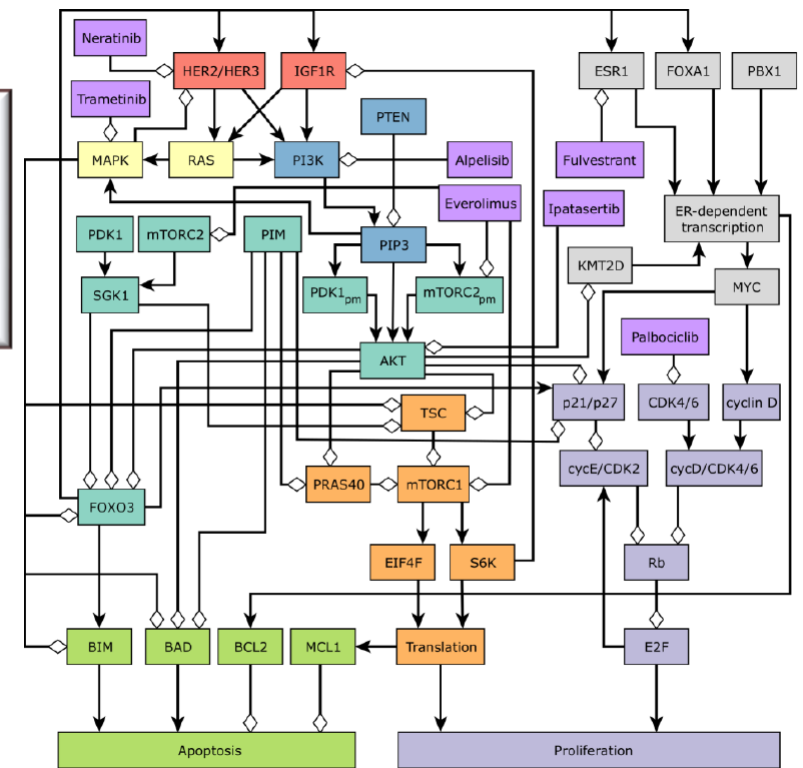 Neratinib
HER2/HER3
IGF1R
ESR1
FOXA1
PBX1
Trametinib
PTEN
MAPK
RAS
PI3K
Alpelisib
Fulvestrant
Everolimus
Ipatasertib
ER-dependent
transcription
PDK1
mTORC2
PIM
PIP3
KMT2D
SGK1
PDK1pm
mTORC2pm
MYC
Palbociclib
AKT
p21/p27
CDK4/6
cyclin D
TSC
cycE/CDK2
cycD/CDK4/6
PRAS40
mTORC1
FOXO3
EIF4F
S6K
Rb
BIM
BAD
BCL2
MCL1
Translation
E2F
Apoptosis
Proliferation